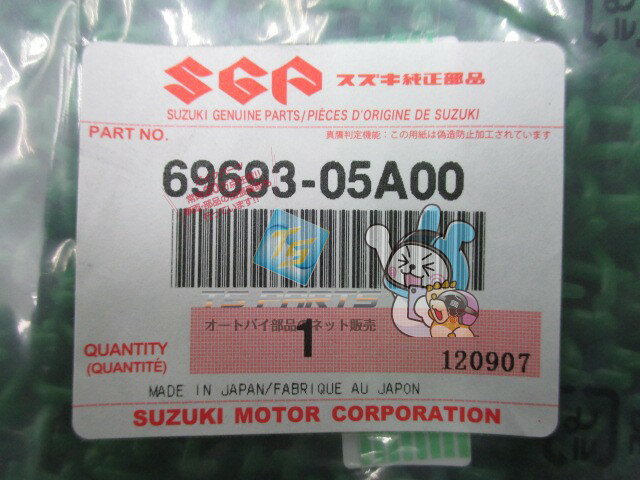 SGP スズキ純正部品
SUZUKI GENUINE PARTS/PIÈCES D'ORIGINE DE SUZUKI
PART NO.
真贋判定機能：この用紙は偽造防止加工されています
69693-05A00
TS
TS PARTS
オートバイ部品のネット販売
QUANTITY
(QUANTITÉ)
1
120907
MADE IN JAPAN/FABRIQUE AU JAPON
SUZUKI MOTOR CORPORATION